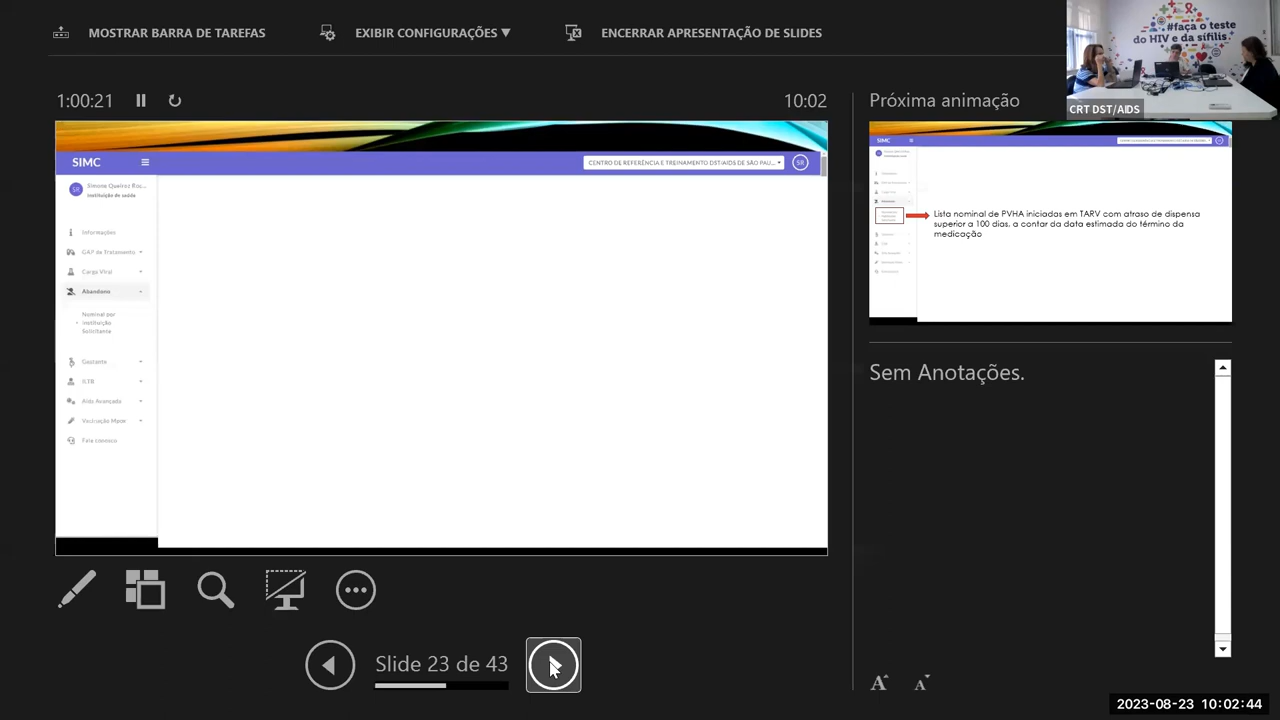 MOSTRAR BARRA DE TAREFAS
EXIBIR CONFIGURAÇÕES ▼
ENCERRAR APRESENTAÇÃO DE SLIDES
#faça o teste
do HIV e da sífilis
CRT DST/AIDS
1:00:21
10:02
Próxima animação
SIMC
CENTRO DE REFERÊNCIA E TREINAMENTO DST/AIDS DE SÃO PAU...
SR
SR
Simone Queiroz Roc...
Instituição de saúde
Informações
GAP de Tratamento
Carga Viral
Abandono
Nominal por
Instituição
Solicitante
Gestante
ILTB
Aids Avançado
Vacinação Mpox
Fale conosco
SIMC
Lista nominal de PVHA iniciadas em TARV com atraso de dispensa
superior a 100 dias, a contar da data estimada do término da
medicação
Sem Anotações.
Slide 23 de 43
A A
2023-08-23 10:02:44